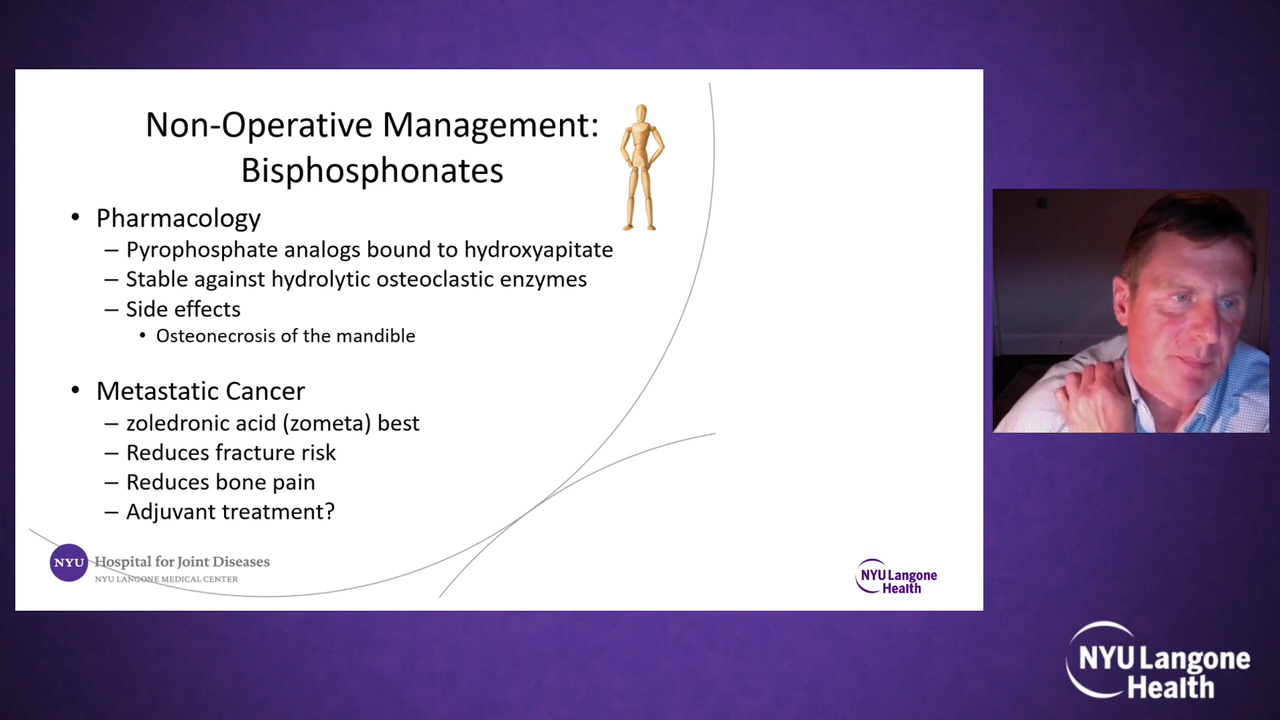 Non-Operative Management:
Bisphosphonates
• Pharmacology
– Pyrophosphate analogs bound to hydroxyapitate
– Stable against hydrolytic osteoclastic enzymes
– Side effects
• Osteonecrosis of the mandible
• Metastatic Cancer
– zoledronic acid (zometa) best
– Reduces fracture risk
– Reduces bone pain
– Adjuvant treatment?
NYU Hospital for Joint Diseases
NYU LANGONE MEDICAL CENTER
NYU Langone
Health
NYU Langone
Health